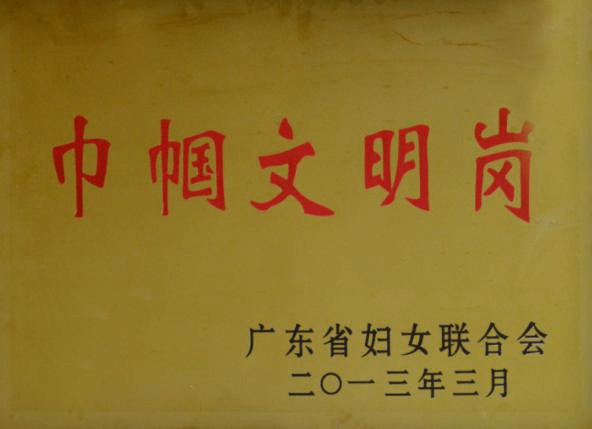 巾帼文明岗
广东省妇女联合会
二〇一三年三月